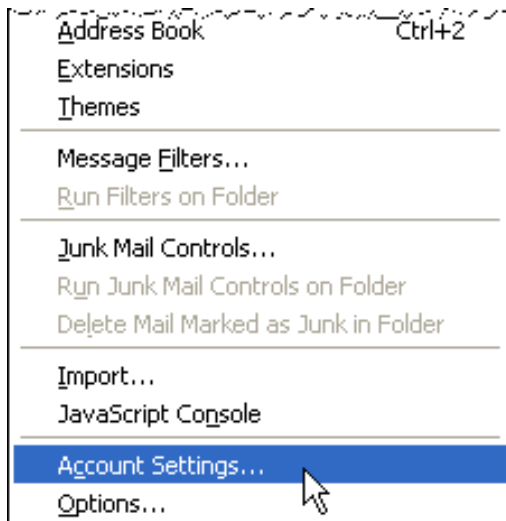 Address Book Ctrl+2
Extensions
Themes
Message Filters...
Run Filters on Folder
Junk Mail Controls...
Run Junk Mail Controls on Folder
Delete Mail Marked as Junk in Folder
Import...
JavaScript Console
Account Settings...
Options...